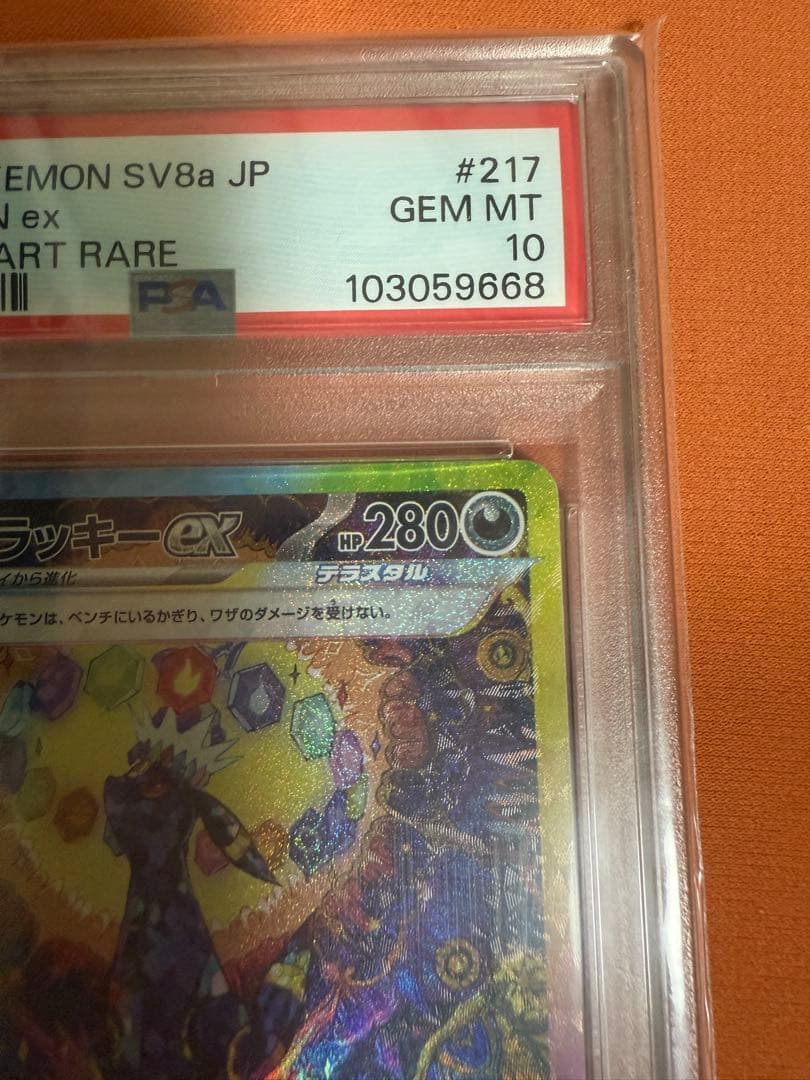 EMON SV8a JP
#217
N ex
GEM MT
ART RARE
10
PSA
103059668
ラッキーex
HP280
イから進化
テラスタル
ケモンは、ベンチにいるかぎり、ワザのダメージを受けない。